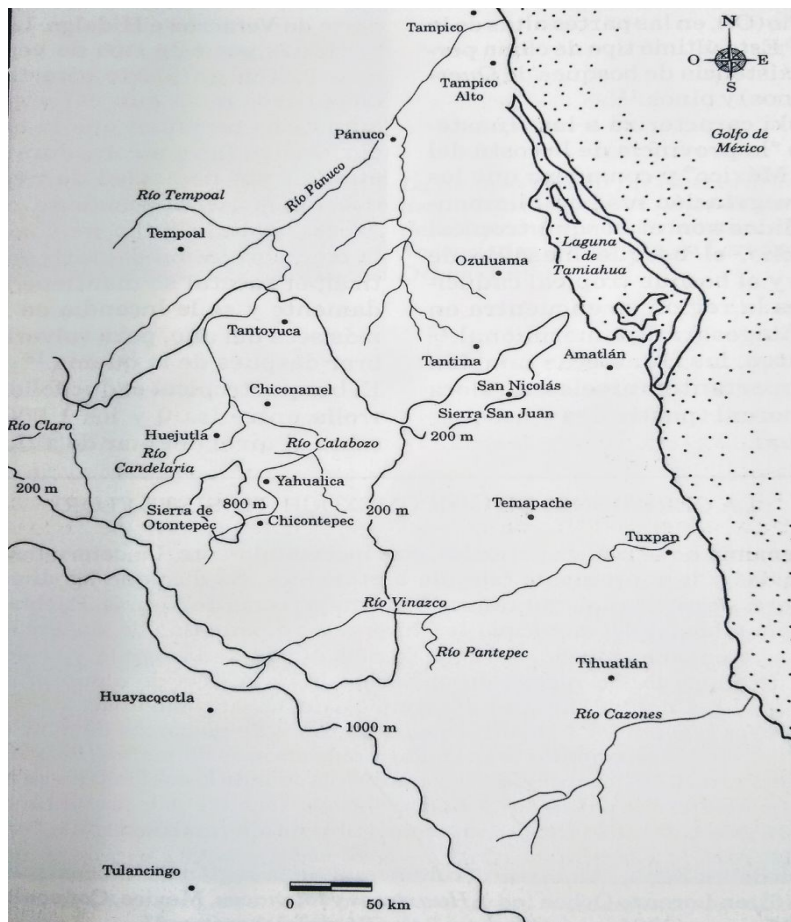 Tampico
N
O
E
S
Tampico
Alto
Golfo de
México
Pánuco
Río Pánuco
Río Tempoal
Tempoal
Laguna
de
Tamiahua
Ozuluama
Tantoyuca
Tantima
Amatlán
Chiconamel
San Nicolás
Río Claro
Huejutla
Río Calabozo
Sierra San Juan
200 m
Río
Candelaria
200 m
Yahualica
800 m
200 m
Sierra de
Otontepec
Temapache
Chicontepec
Tuxpan
Río Vinazco
Río Pantepec
Tihuatlán
Huayacocotla
Río Cazones
1000 m
Tulancingo
0
50 km